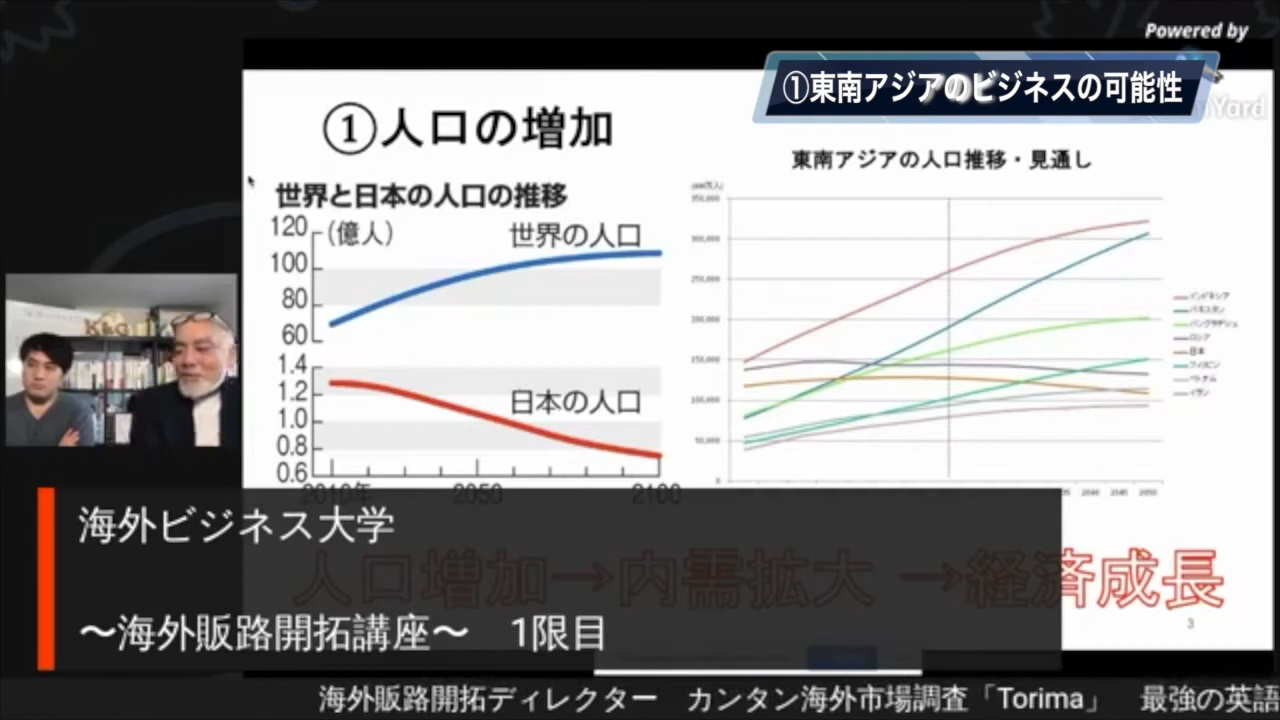 Powered by
①東南アジアのビジネスの可能性
Yard
①人口の増加
東南アジアの人口推移・見通し
世界と日本の人口の推移
120
(億人)
世界の人口
100
80
60
1.4
1.2
日本の人口
1.0
0.8
0.6
2010年
2050
2100
350,000
300,000
250,000
200,000
150,000
100,000
50,000
0
2040
2045
2050
インドネシア
パキスタン
バングラデシュ
ロシア
日本
フィリピン
ベトナム
イラン
K&G
人口増加→内需拡大 →経済成長
3
海外ビジネス大学
〜海外販路開拓講座〜 1限目
海外販路開拓ディレクター カンタン海外市場調査「Torima」 最強の英語